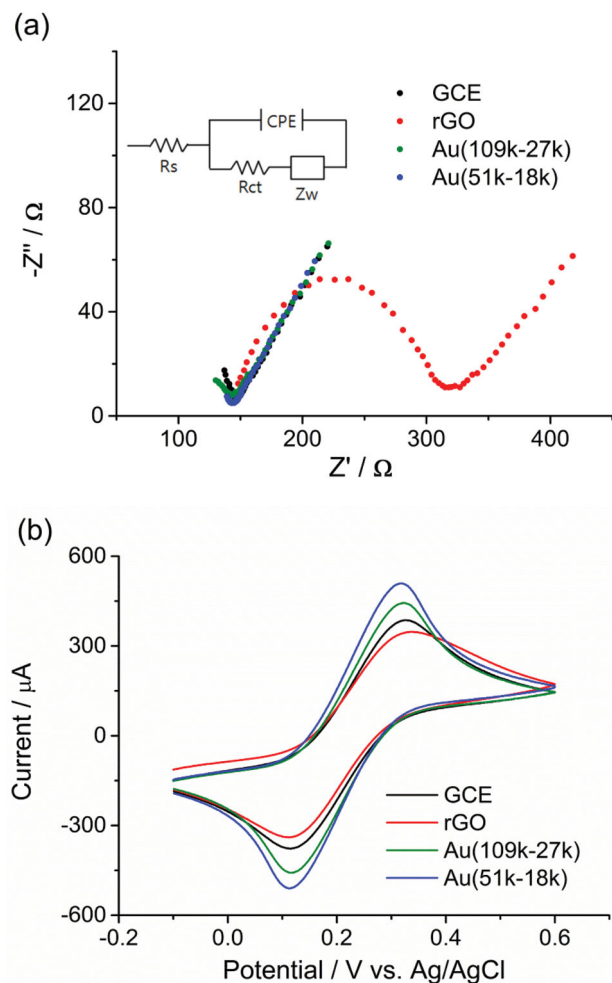 (a)
120
80
40
0
-Z" / Ω
100
200
300
400
Z' / Ω
Rs
CPE
Rct
Zw
GCE
rGO
Au(109k-27k)
Au(51k-18k)
(b)
600
300
0
-300
-600
Current / μA
-0.2
0.0
0.2
0.4
0.6
Potential / V vs. Ag/AgCl
GCE
rGO
Au(109k-27k)
Au(51k-18k)